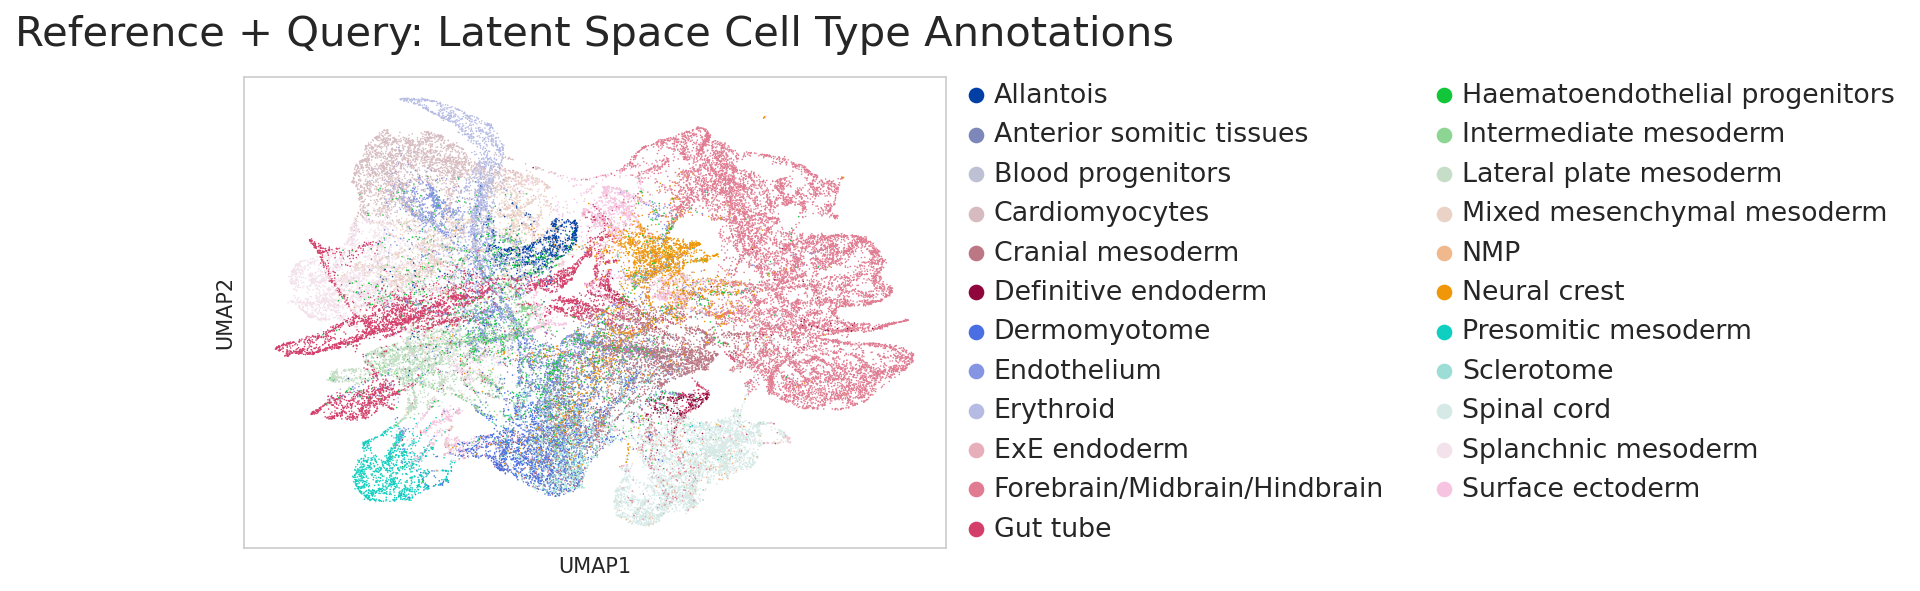 Reference + Query: Latent Space Cell Type Annotations
UMAP2
UMAP1
Allantois
Anterior somitic tissues
Blood progenitors
Cardiomyocytes
Cranial mesoderm
Definitive endoderm
Dermomyotome
Endothelium
Erythroid
ExE endoderm
Forebrain/Midbrain/Hindbrain
Gut tube
Haematoendothelial progenitors
Intermediate mesoderm
Lateral plate mesoderm
Mixed mesenchymal mesoderm
NMP
Neural crest
Presomitic mesoderm
Sclerotome
Spinal cord
Splanchnic mesoderm
Surface ectoderm